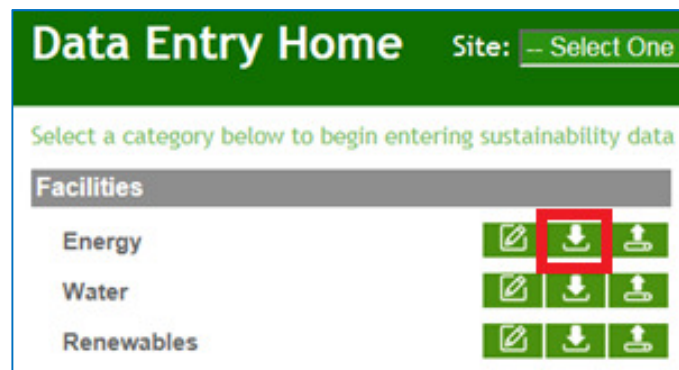 Data Entry Home Site: -- Select One
Select a category below to begin entering sustainability data
Facilities
Energy
Water
Renewables